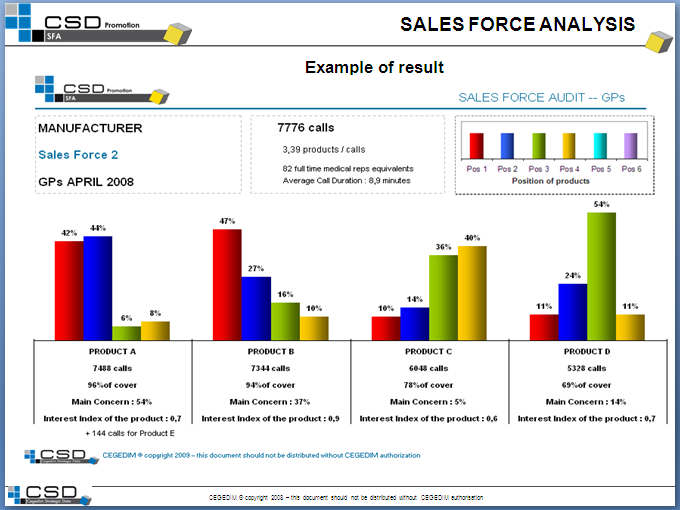 CSD Promotion
SFA
SALES FORCE ANALYSIS
Example of result
CSD Promotion
SFA
SALES FORCE AUDIT -- GPs
MANUFACTURER
Sales Force 2
GPs APRIL 2008
7776 calls
3,39 products / calls
82 full time medical reps equivalents
Average Call Duration : 8,9 minutes
Pos 1 Pos 2 Pos 3 Pos 4 Pos 5 Pos 6
Position of products
42% 44% 6% 8%
47% 27% 16% 10%
10% 14% 36% 40%
11% 24% 54% 11%
PRODUCT A
7488 calls
96%of cover
Main Concern : 54%
Interest Index of the product : 0,7
PRODUCT B
7344 calls
94%of cover
Main Concern : 37%
Interest Index of the product : 0,9
PRODUCT C
6048 calls
78%of cover
Main Concern : 5%
Interest Index of the product : 0,6
PRODUCT D
5328 calls
69%of cover
Main Concern : 14%
Interest Index of the product : 0,7
+ 144 calls for Product E
CSD
Cegedim Strategic Data
CEGEDIM ® copyright 2009 – this document should not be distributed without CEGEDIM authorization
CSD
Cegedim Strategic Data
CEGEDIM ® copyright 2008 – this document should not be distributed without CEGEDIM authorisation